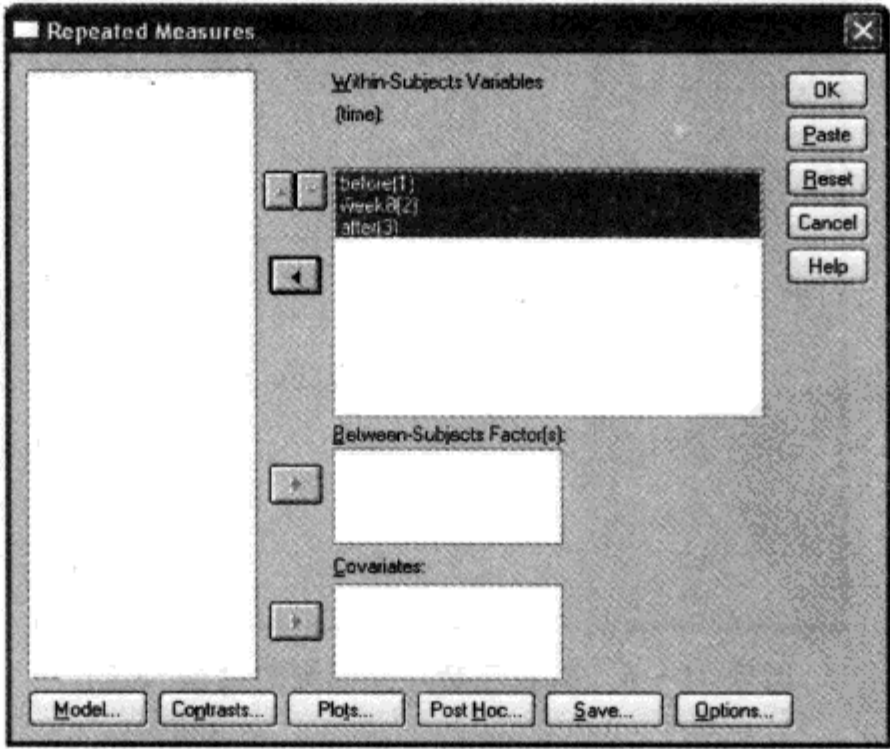 Repeated Measures
Within-Subjects Variables
(time):
before(1)
week8(2)
after(3)
Between-Subjects Factor(s):
Covariates:
OK
Paste
Reset
Cancel
Help
Model...
Contrasts...
Plots...
Post Hoc...
Save...
Options...